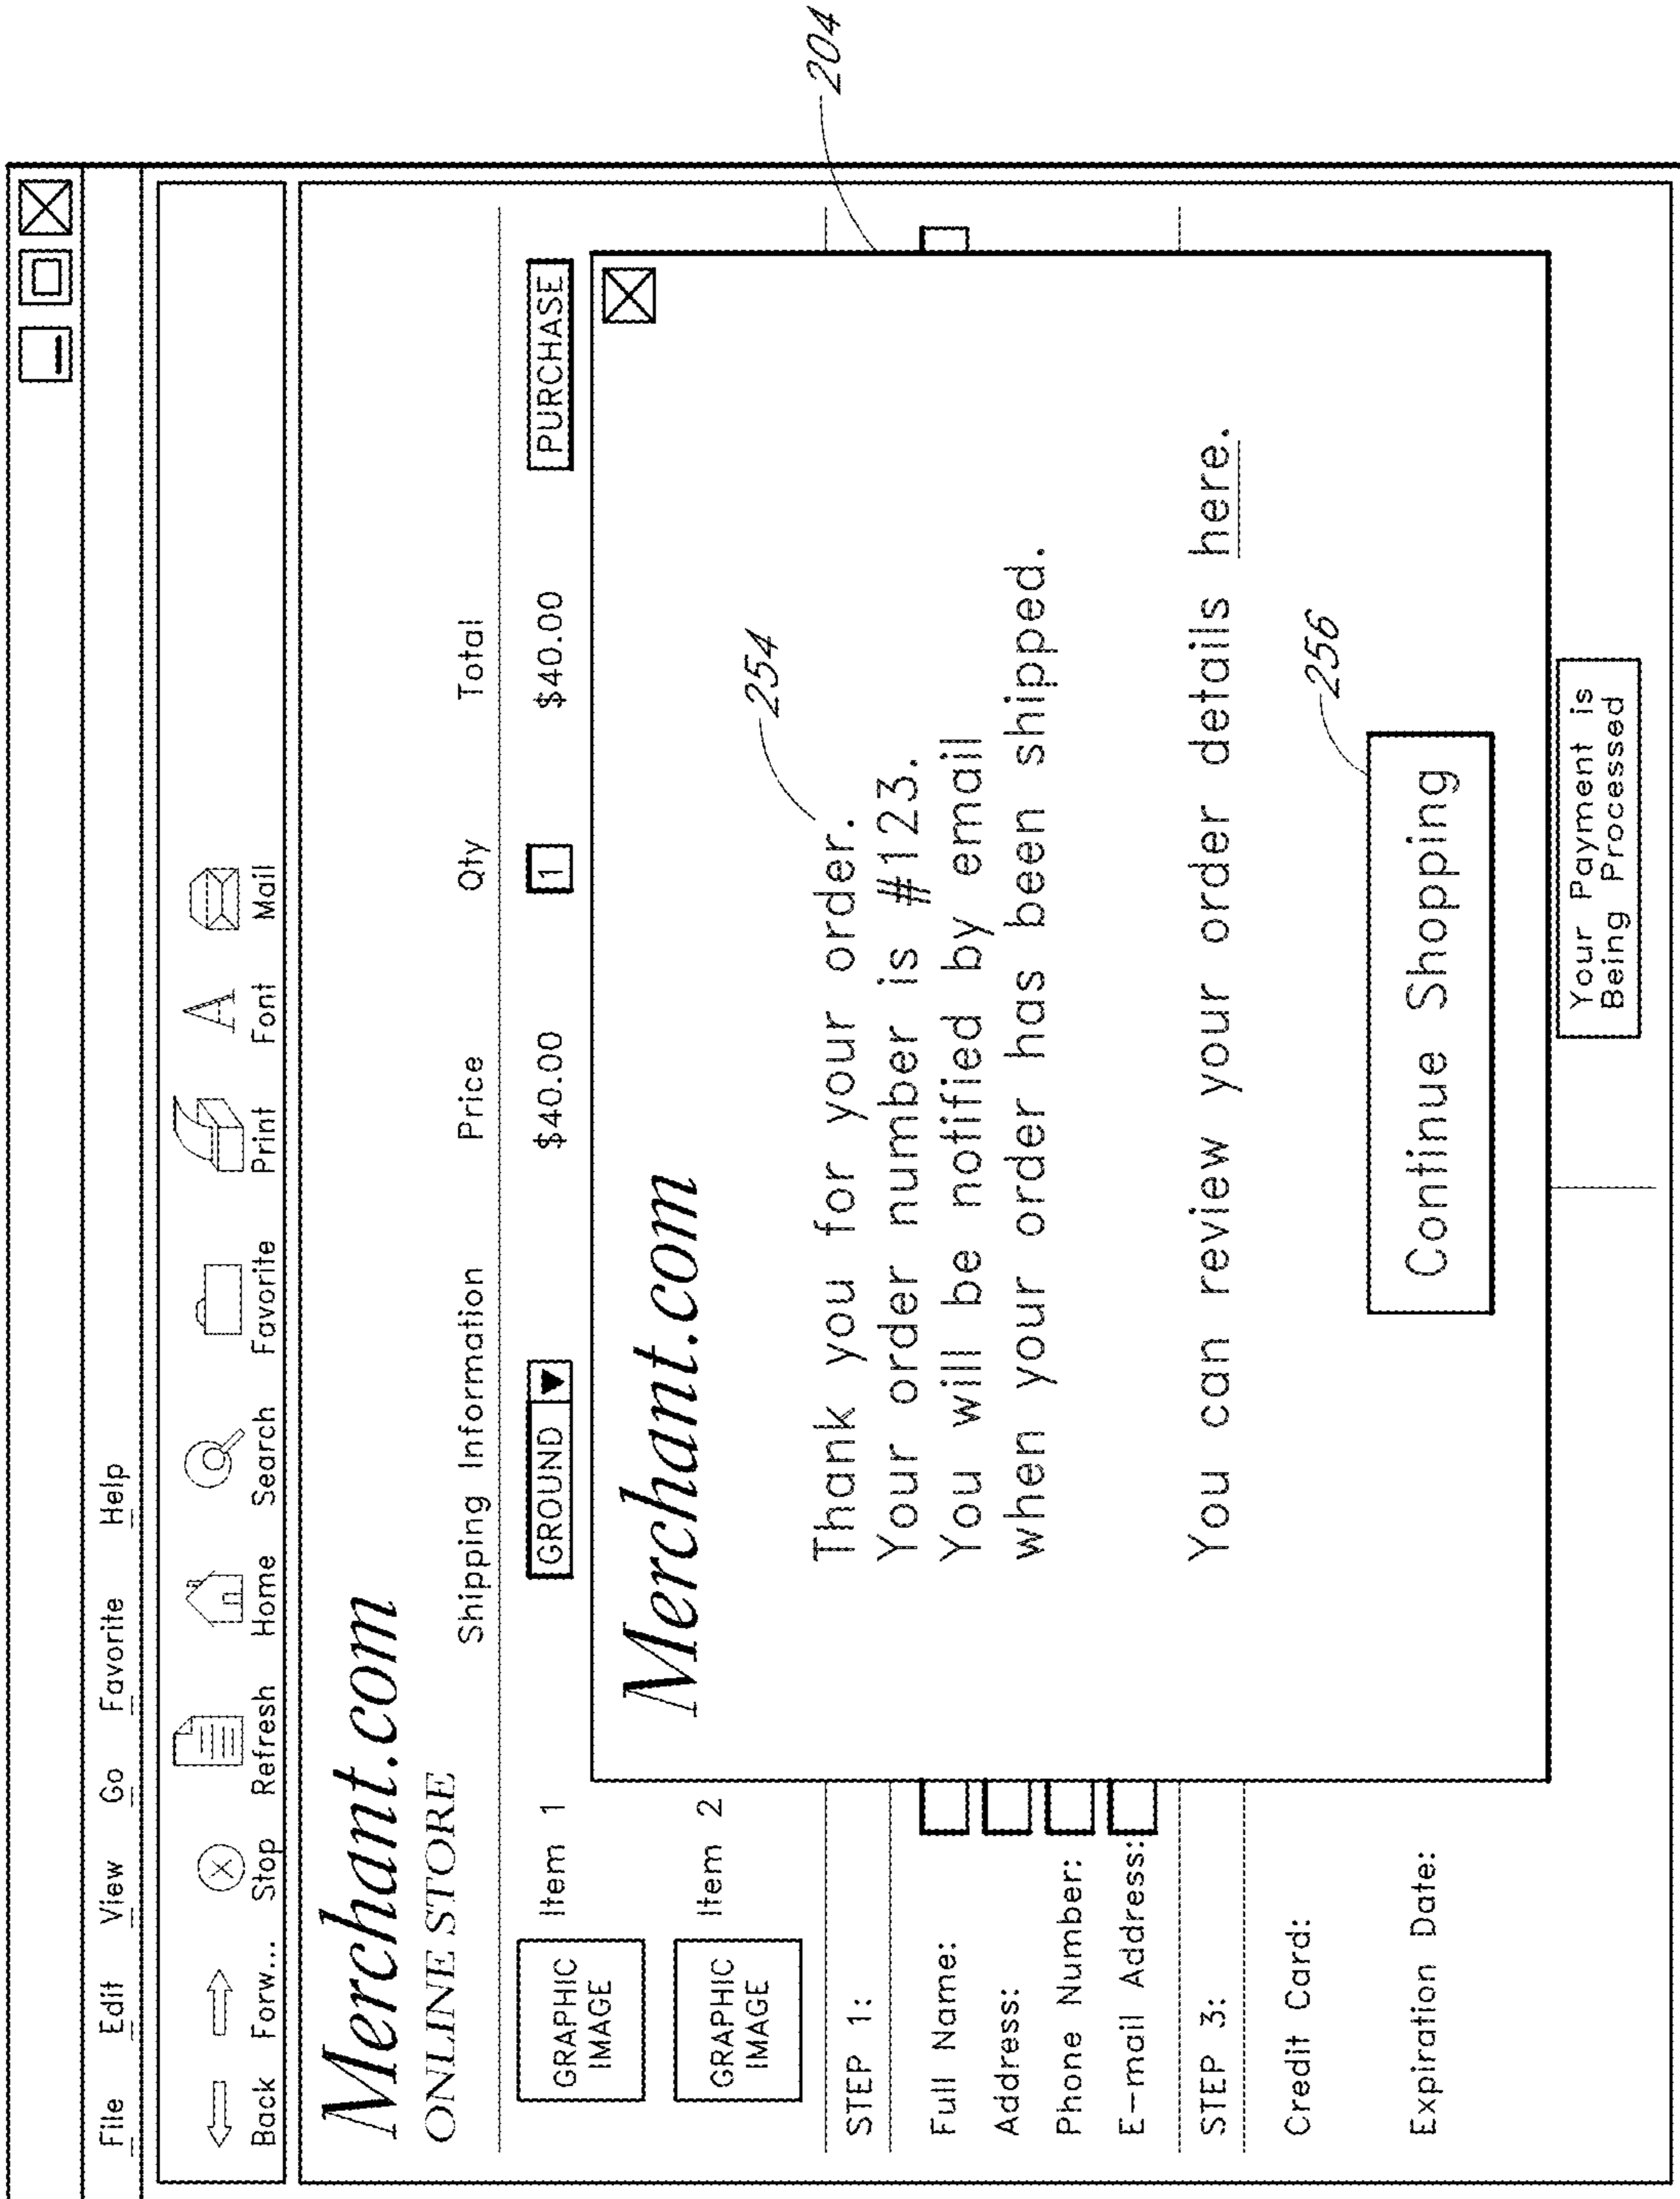 File Edit View Go Favorite Help
Back Forw... Stop Refresh Home Search Favorite Print Font Mail
Merchant.com
ONLINE STORE
Shipping Information Price Qty Total
GRAPHIC
IMAGE
Item 1 GROUND $40.00 1 $40.00 PURCHASE
GRAPHIC
IMAGE
Item 2
STEP 1:
Full Name:
Address:
Phone Number:
E-mail Address:
STEP 3:
Credit Card:
Expiration Date:
Merchant.com
Thank you for your order.
Your order number is #123.
You will be notified by email
when your order has been shipped.
You can review your order details here.
Continue Shopping
Your Payment is
Being Processed
204
254
256